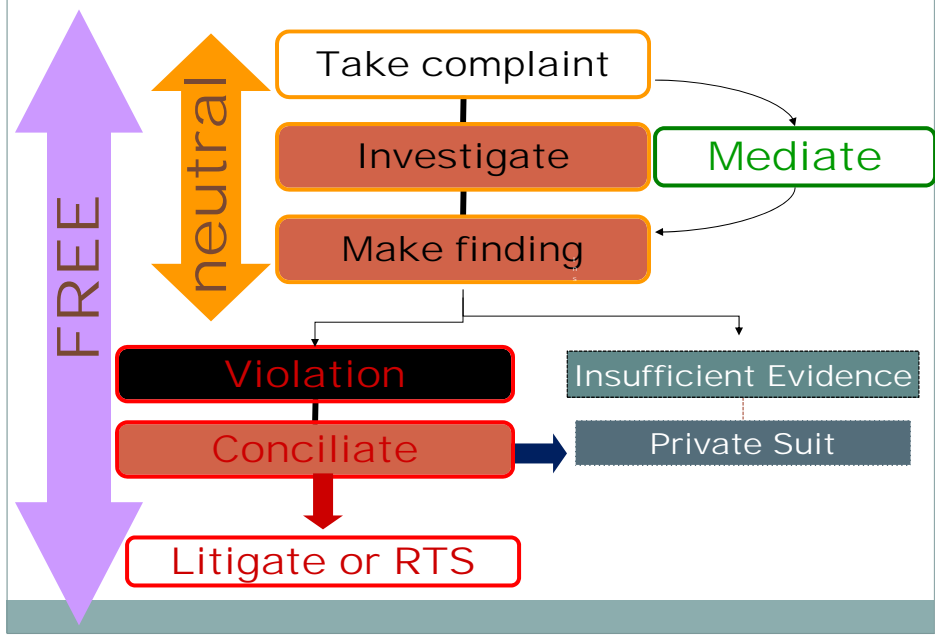 FREE
neutral
Take complaint
Investigate
Mediate
Make finding
Violation
Insufficient Evidence
Conciliate
Private Suit
Litigate or RTS